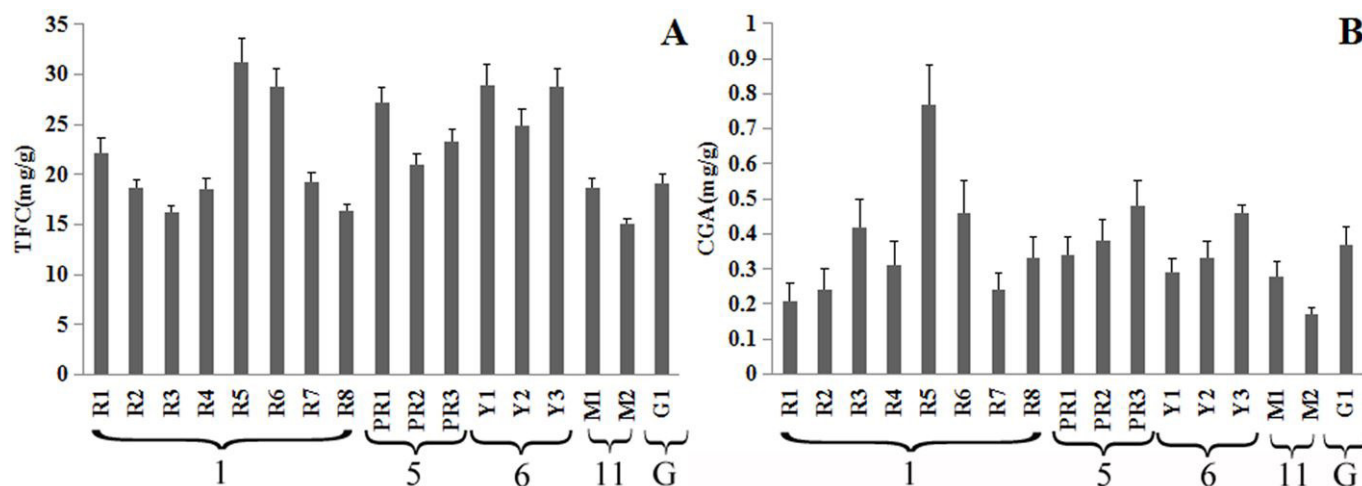 A
TFC(mg/g)
35
30
25
20
15
10
5
0
R1 R2 R3 R4 R5 R6 R7 R8 PR1 PR2 PR3 Y1 Y2 Y3 M1 M2 G1
1 5 6 11 G
B
CGA(mg/g)
1
0.9
0.8
0.7
0.6
0.5
0.4
0.3
0.2
0.1
0
R1 R2 R3 R4 R5 R6 R7 R8 PR1 PR2 PR3 Y1 Y2 Y3 M1 M2 G1
1 5 6 11 G